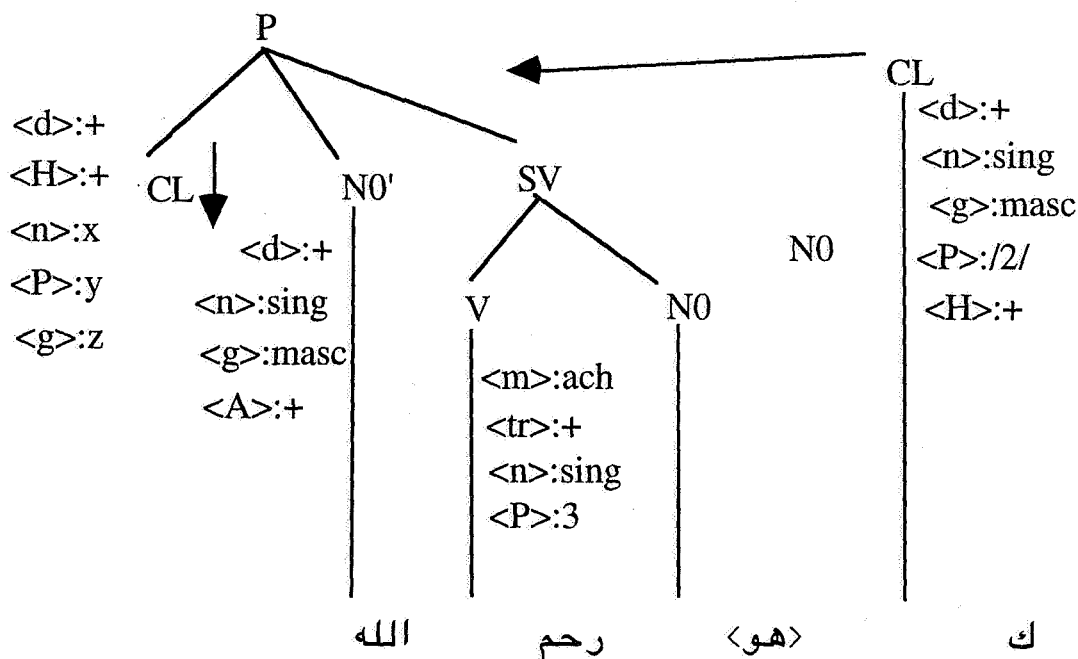 P
CL
<d>:+
<n>:sing
<g>:masc
<P>:/2/
<H>:+
<d>:+
<H>:+
<n>:x
<P>:y
<g>:z
CL
N0'
SV
N0
<d>:+
<n>:sing
<g>:masc
<A>:+
V
N0
<m>:ach
<tr>:+
<n>:sing
<P>:3
الله
رحم
<هو>
ك